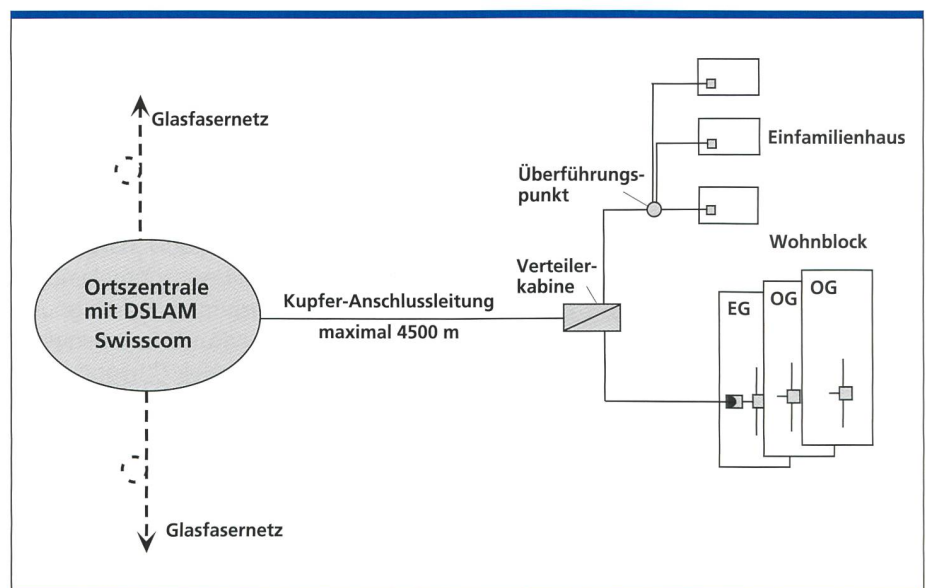 Glasfasernetz
Einfamilienhaus
Überführungs-
punkt
Wohnblock
Ortszentrale
mit DSLAM
Swisscom
Kupfer-Anschlussleitung
maximal 4500 m
Verteiler-
kabine
EG
OG
OG
Glasfasernetz